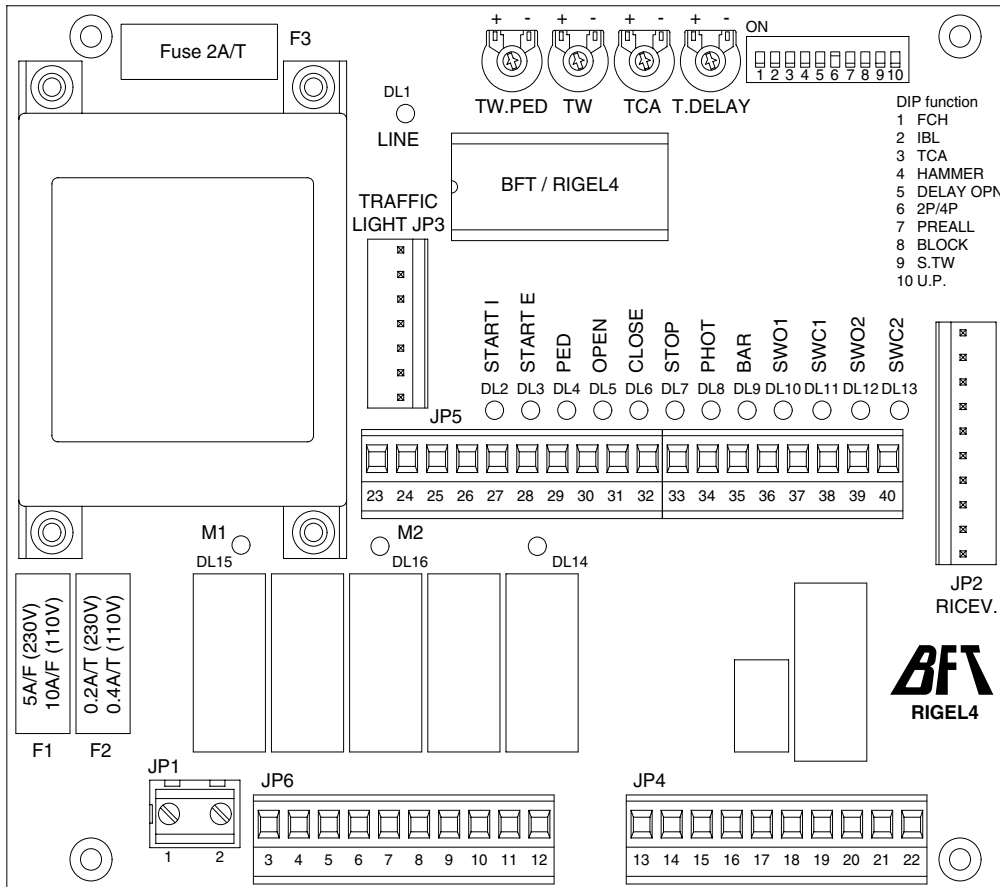 Fuse 2A/T
F3
+ - + - + - + -
TW.PED TW TCA T.DELAY
ON
1 2 3 4 5 6 7 8 9 10
DL1
LINE
DIP function
1 FCH
2 IBL
3 TCA
4 HAMMER
5 DELAY OPN
6 2P/4P
7 PREALL
8 BLOCK
9 S.TW
10 U.P.
BFT / RIGEL4
TRAFFIC
LIGHT JP3
START I
START E
PED
OPEN
CLOSE
STOP
PHOT
BAR
SWO1
SWC1
SWO2
SWC2
DL2 DL3 DL4 DL5 DL6 DL7 DL8 DL9 DL10 DL11 DL12 DL13
JP5
23 24 25 26 27 28 29 30 31 32 33 34 35 36 37 38 39 40
M1
M2
DL15
DL16
DL14
JP2
RICEV.
5A/F (230V)
10A/F (110V)
0.2A/T (230V)
0.4A/T (110V)
F1 F2
BFT
RIGEL4
JP1
1 2
JP6
3 4 5 6 7 8 9 10 11 12
JP4
13 14 15 16 17 18 19 20 21 22